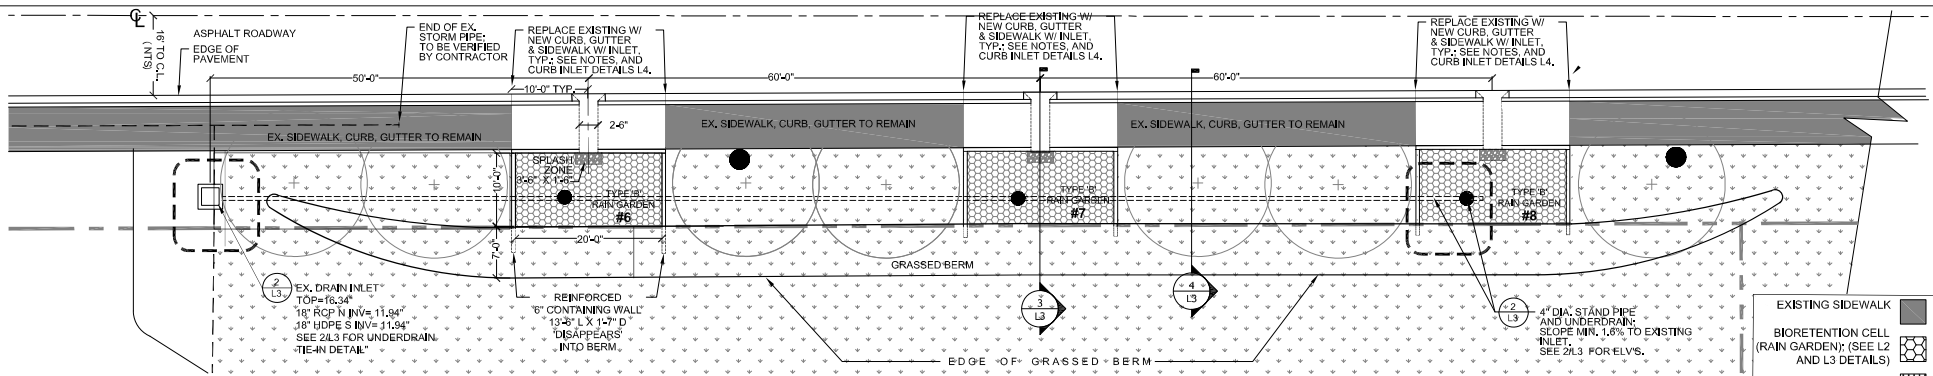 ℄
16' TO C.L.
(NTS)
ASPHALT ROADWAY
EDGE OF
PAVEMENT
END OF EX.
STORM PIPE;
TO BE VERIFIED
BY CONTRACTOR
REPLACE EXISTING W/
NEW CURB, GUTTER
& SIDEWALK W/ INLET,
TYP.; SEE NOTES, AND
CURB INLET DETAILS L4.
REPLACE EXISTING W/
NEW CURB, GUTTER
& SIDEWALK W/ INLET,
TYP.; SEE NOTES, AND
CURB INLET DETAILS L4.
REPLACE EXISTING W/
NEW CURB, GUTTER
& SIDEWALK W/ INLET,
TYP.; SEE NOTES, AND
CURB INLET DETAILS L4.
50'-0"
60'-0"
60'-0"
10'-0" TYP.
2'-6"
EX. SIDEWALK, CURB, GUTTER TO REMAIN
EX. SIDEWALK, CURB, GUTTER TO REMAIN
EX. SIDEWALK, CURB, GUTTER TO REMAIN
SPLASH
ZONE
3'-6" X 1'-6"
10'-0"
TYPE 'B'
RAIN GARDEN
#6
TYPE 'B'
RAIN GARDEN
#7
TYPE 'B'
RAIN GARDEN
#8
20'-0"
7'-0"
GRASSED BERM
2
L3
EX. DRAIN INLET
TOP=16.34"
18" RCP N INV= 11.94"
18" HDPE S INV= 11.94"
SEE 2/L3 FOR UNDERDRAIN
TIE-IN DETAIL"
REINFORCED
6" CONTAINING WALL
13'-6" L X 1'-7" D
'DISAPPEARS'
INTO BERM
3
L3
4
L3
2
L3
4" DIA. STAND PIPE
AND UNDERDRAIN;
SLOPE MIN. 1.6% TO EXISTING
INLET.
SEE 2/L3 FOR ELV'S.
EDGE OF GRASSED BERM
EXISTING SIDEWALK
BIORETENTION CELL
(RAIN GARDEN); (SEE L2
AND L3 DETAILS)